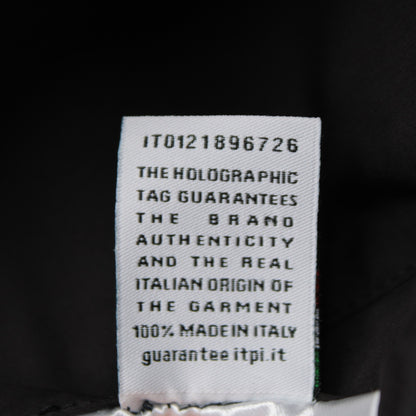 IT0121896726
THE HOLOGRAPHIC
TAG GUARANTEES
THE BRAND
AUTHENTICITY
AND THE REAL
ITALIAN ORIGIN OF
THE GARMENT
100% MADE IN ITALY
guarantee itpi.it